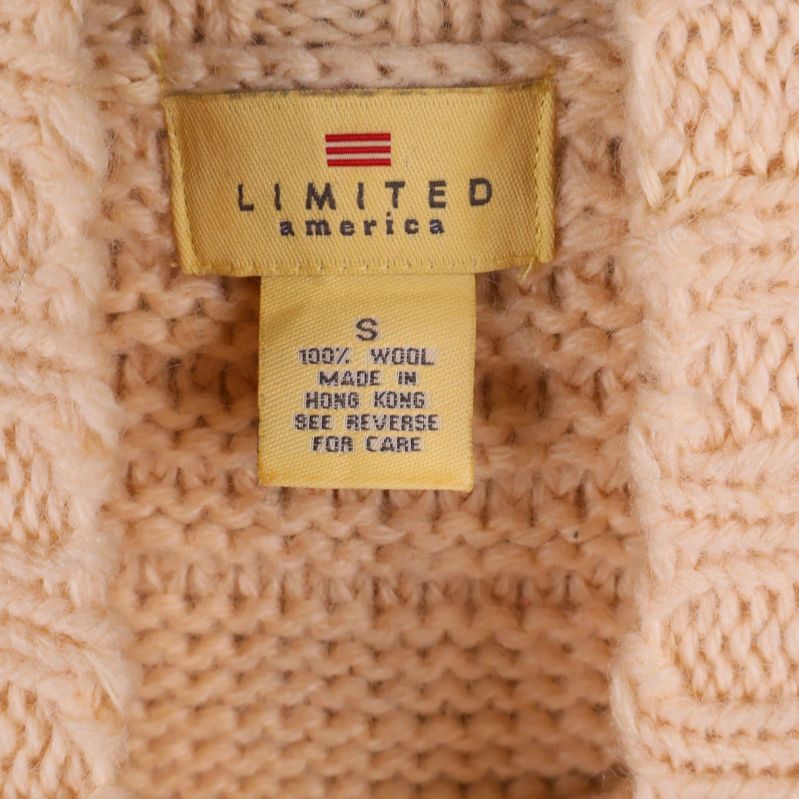 LIMITED
america
S
100% WOOL
MADE IN
HONG KONG
SEE REVERSE
FOR CARE